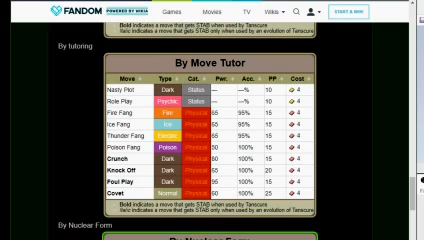 FANDOM POWERED BY WIKIA Games Movies TV Wikis START A WIKI
Bold indicates a move that gets STAB when used by Tanscure
Italic indicates a move that gets STAB only when used by an evolution of Tanscure
By tutoring
By Move Tutor
Move Type Cat. Pwr. Acc. PP Cost
Nasty Plot Dark Status — —% 10 4
Role Play Psychic Status — —% 10 4
Fire Fang Fire Physical 65 95% 15 4
Ice Fang Ice Physical 65 95% 15 4
Thunder Fang Electric Physical 65 95% 15 4
Poison Fang Poison Physical 50 100% 15 4
Crunch Dark Physical 80 100% 15 4
Knock Off Dark Physical 65 100% 20 4
Foul Play Dark Physical 95 100% 15 4
Covet Normal Physical 60 100% 25 4
Bold indicates a move that gets STAB when used by Tanscure
Italic indicates a move that gets STAB only when used by an evolution of Tanscure
By Nuclear Form
By Nuclear Form